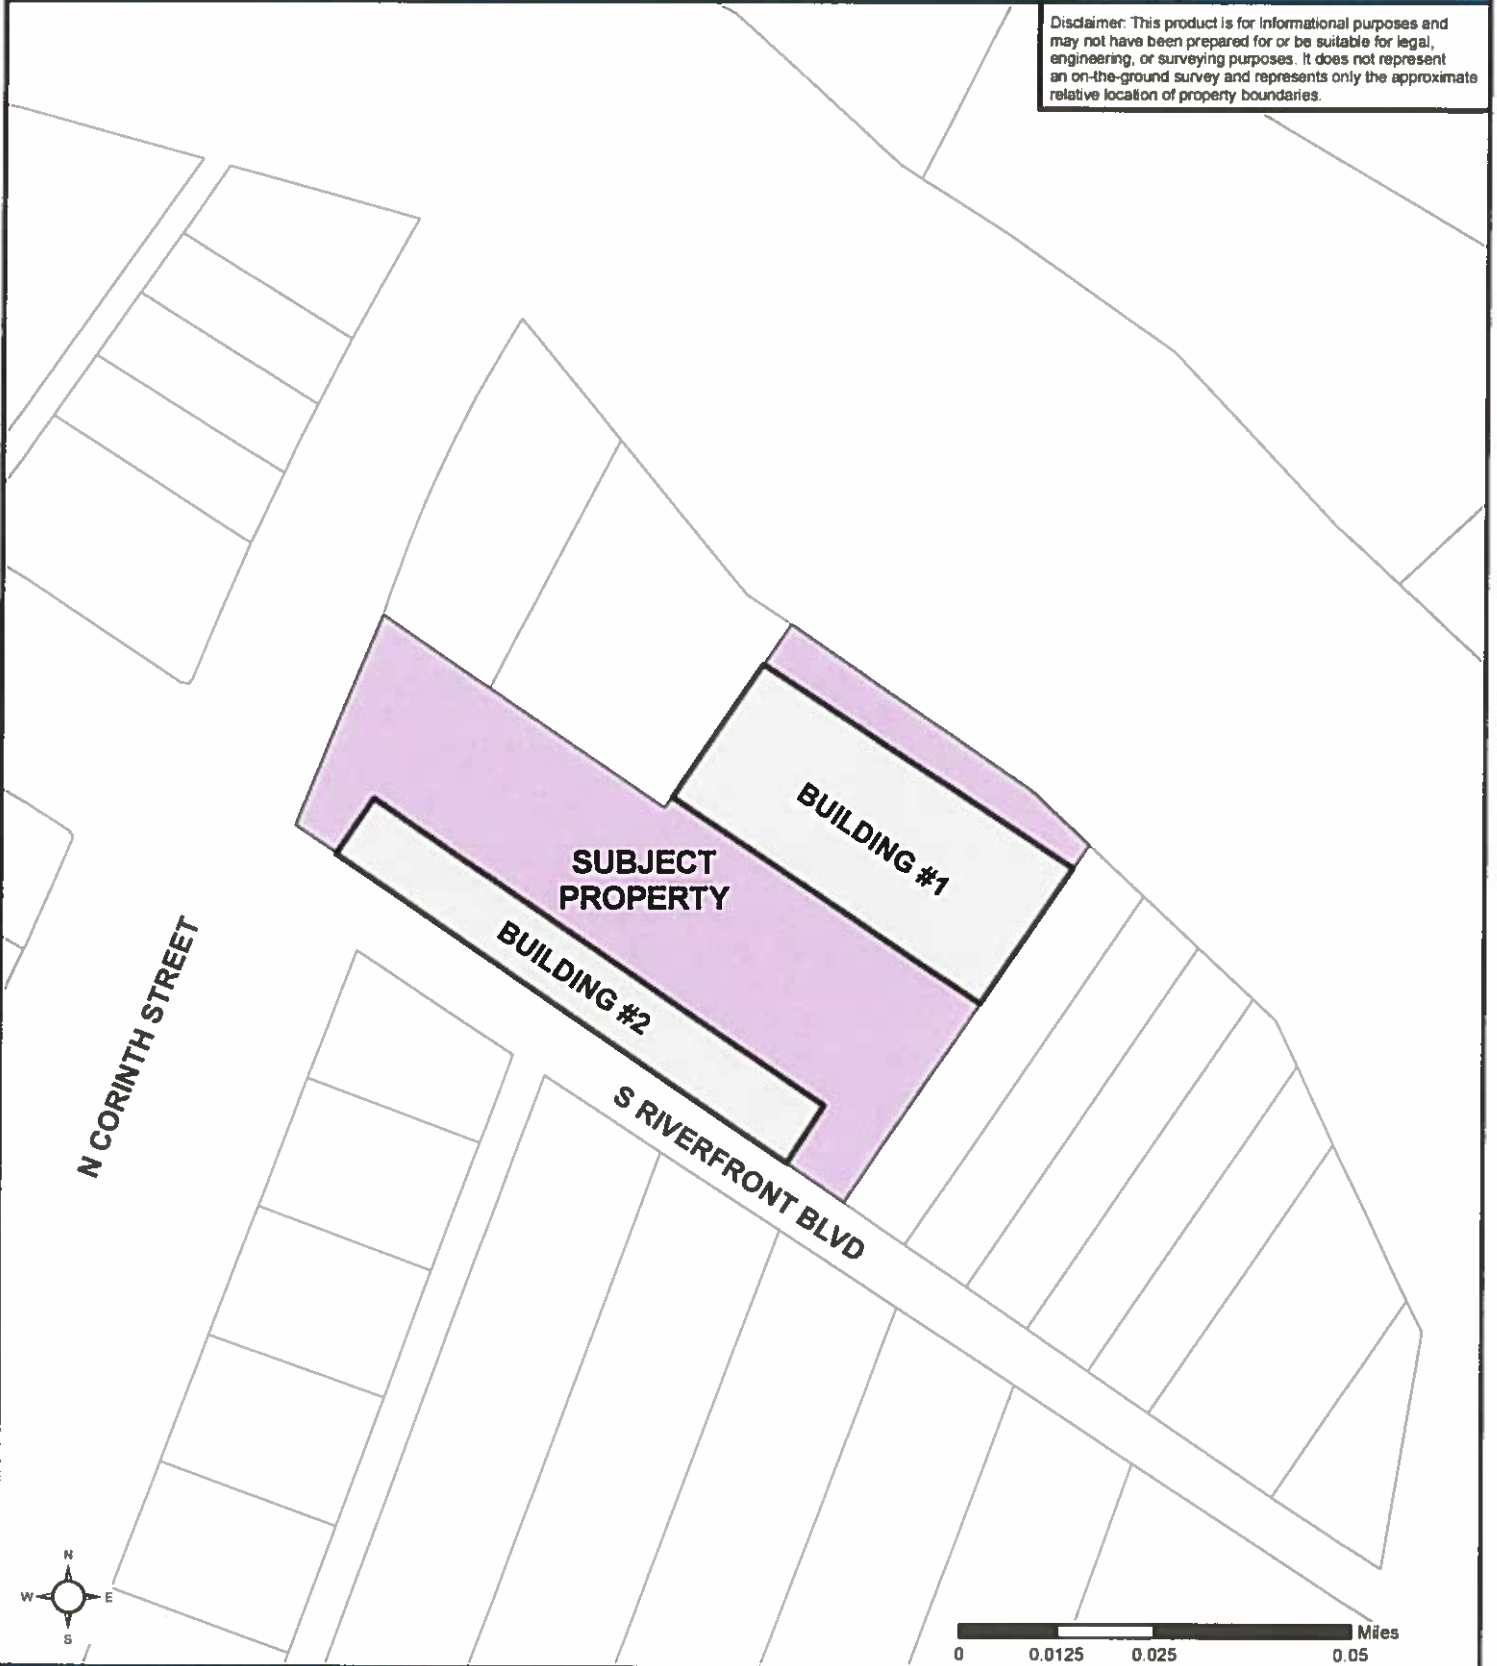 Disclaimer: This product is for informational purposes and
may not have been prepared for or be suitable for legal,
engineering, or surveying purposes. It does not represent
an on-the-ground survey and represents only the approximate
relative location of property boundaries.
BUILDING #1
SUBJECT
PROPERTY
BUILDING #2
N CORINTH STREET
S RIVERFRONT BLVD
N
W E
S
Miles
0 0.0125 0.025 0.05